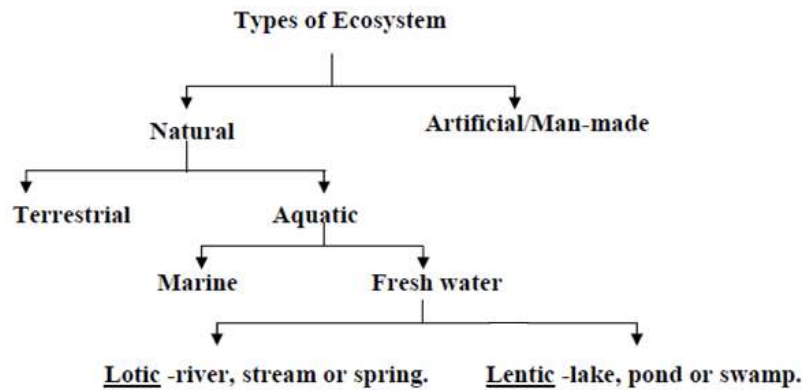 Types of Ecosystem
Natural
Artificial/Man-made
Terrestrial
Aquatic
Marine
Fresh water
Lotic -river, stream or spring.
Lentic -lake, pond or swamp.